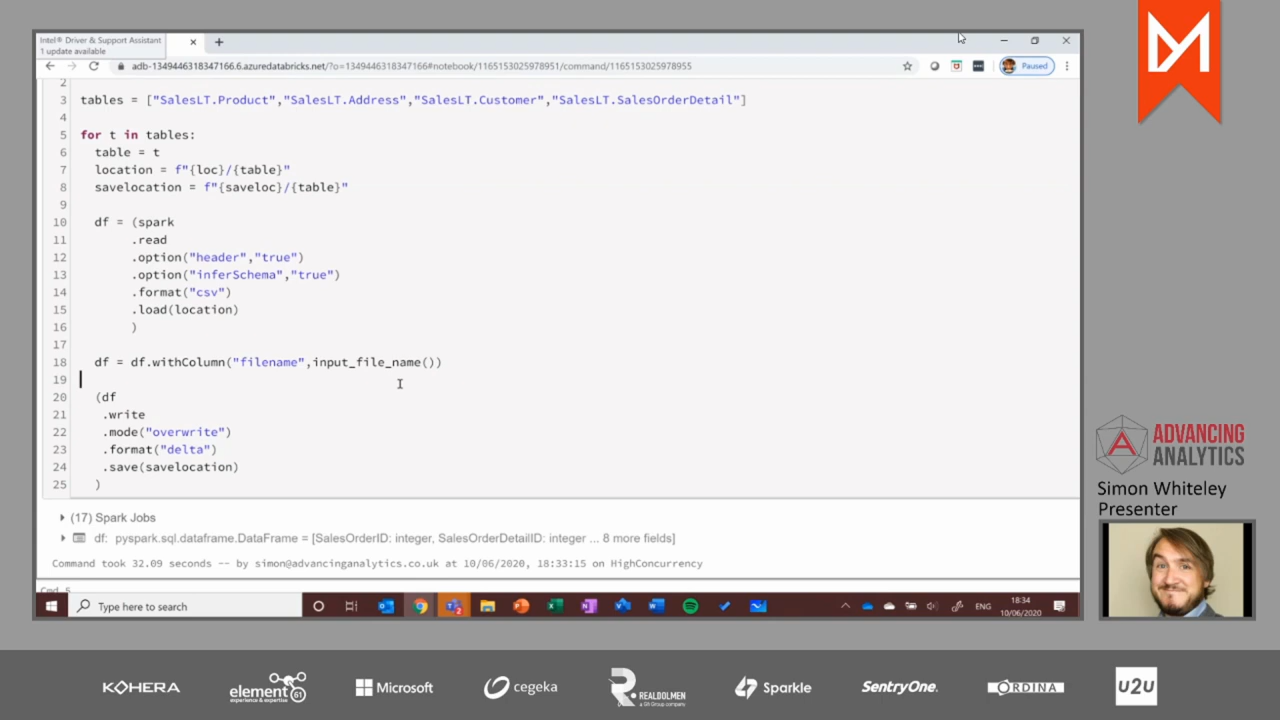 Intel® Driver & Support Assistant
1 update available
adb-1349446318347166.6.azuredatabricks.net/?o=1349446318347166#notebook/1165153025978951/command/1165153025978955
Paused
2
3 tables = ["SalesLT.Product","SalesLT.Address","SalesLT.Customer","SalesLT.SalesOrderDetail"]
4
5 for t in tables:
6 table = t
7 location = f"{loc}/{table}"
8 savelocation = f"{saveloc}/{table}"
9
10 df = (spark
11 .read
12 .option("header","true")
13 .option("inferSchema","true")
14 .format("csv")
15 .load(location)
16 )
17
18 df = df.withColumn("filename",input_file_name())
19
20 (df
21 .write
22 .mode("overwrite")
23 .format("delta")
24 .save(savelocation)
25 )
(17) Spark Jobs
df: pyspark.sql.dataframe.DataFrame = [SalesOrderID: integer, SalesOrderDetailID: integer ... 8 more fields]
Command took 32.09 seconds -- by simon@advancinganalytics.co.uk at 10/06/2020, 18:33:15 on HighConcurrency
Cmd 5
Type here to search
ENG
18:34
10/06/2020
ADVANCING
ANALYTICS
Simon Whiteley
Presenter
KOHERA
element 61
experience & expertise
Microsoft
cegeka
REALDOLMEN
A Gfi Group company
Sparkle
SentryOne.
ORDINA
U2U